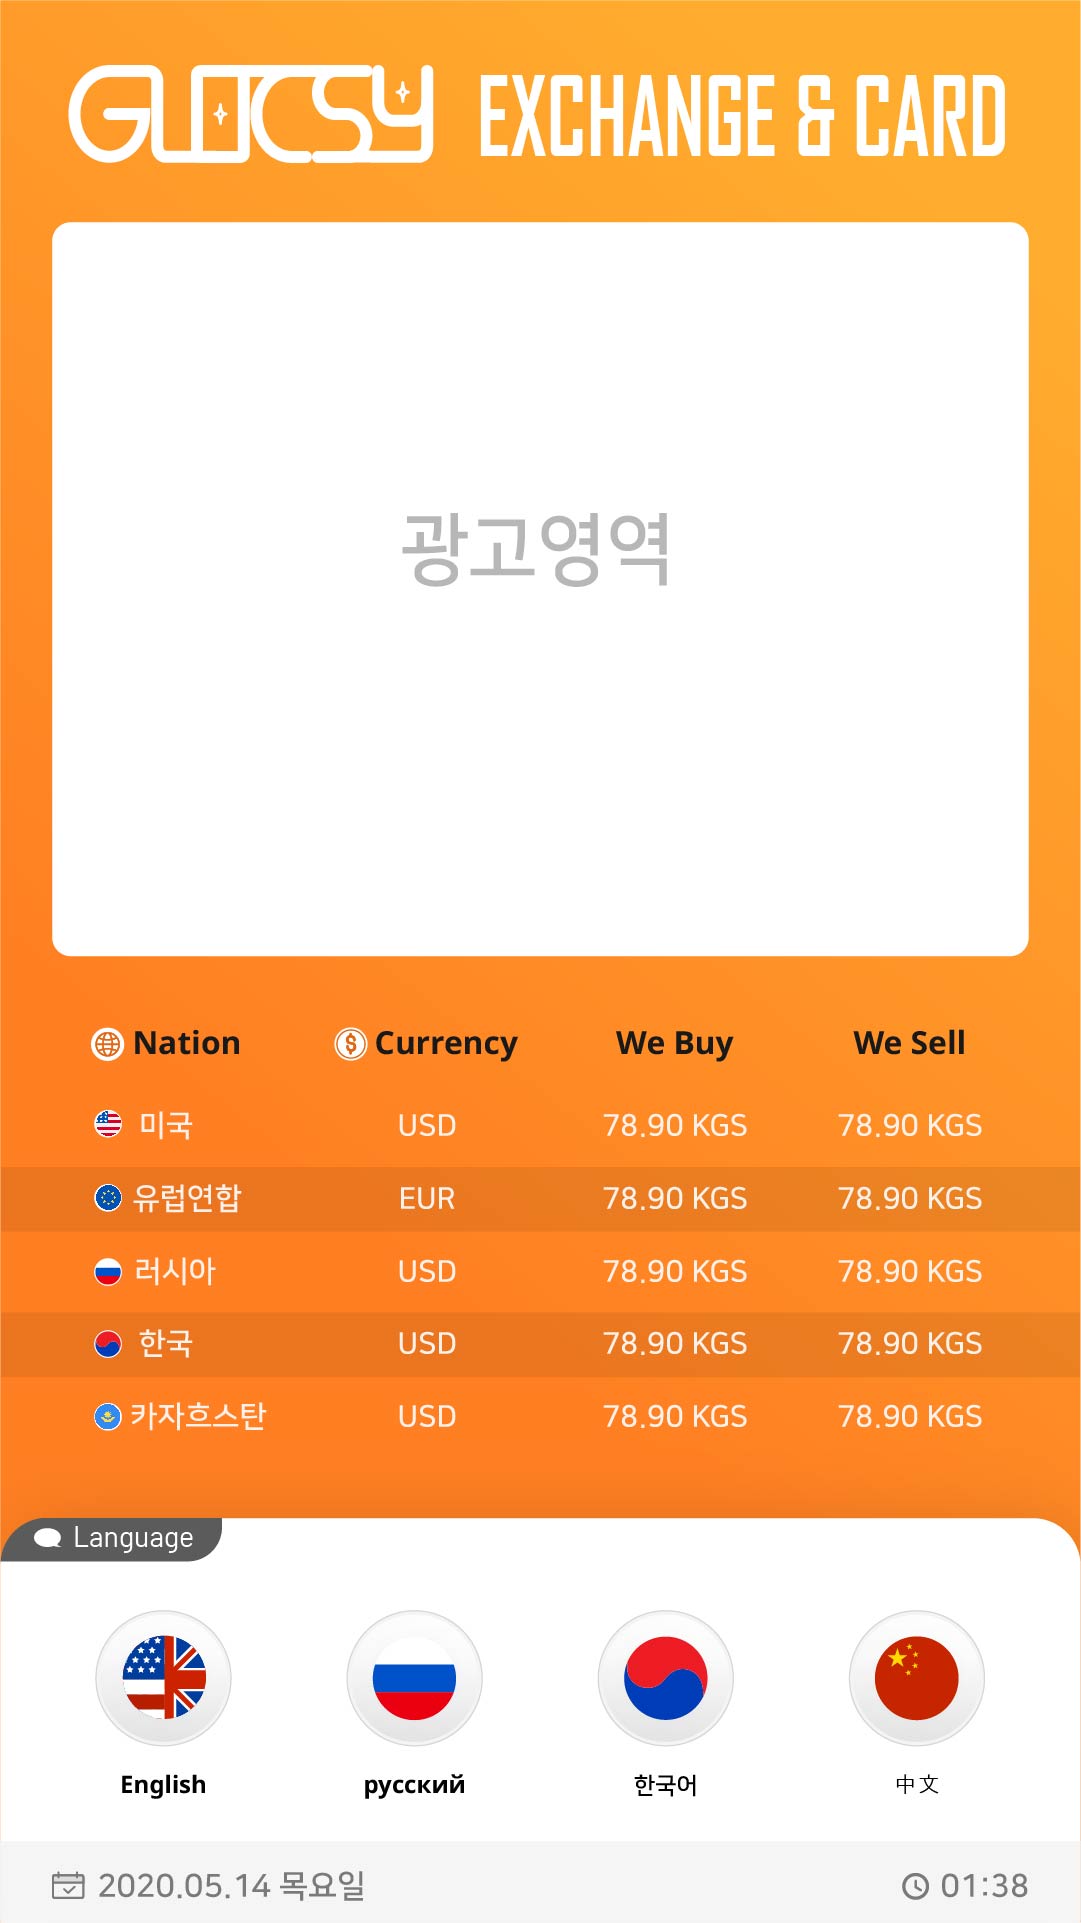 GLOCSY EXCHANGE & CARD
광고영역
Nation Currency We Buy We Sell
미국 USD 78.90 KGS 78.90 KGS
유럽연합 EUR 78.90 KGS 78.90 KGS
러시아 USD 78.90 KGS 78.90 KGS
한국 USD 78.90 KGS 78.90 KGS
카자흐스탄 USD 78.90 KGS 78.90 KGS
Language
English русский 한국어 中文
2020.05.14 목요일 01:38